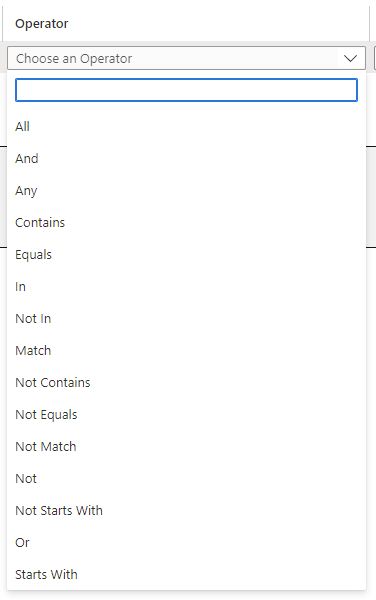 Operator
Choose an Operator
All
And
Any
Contains
Equals
In
Not In
Match
Not Contains
Not Equals
Not Match
Not
Not Starts With
Or
Starts With